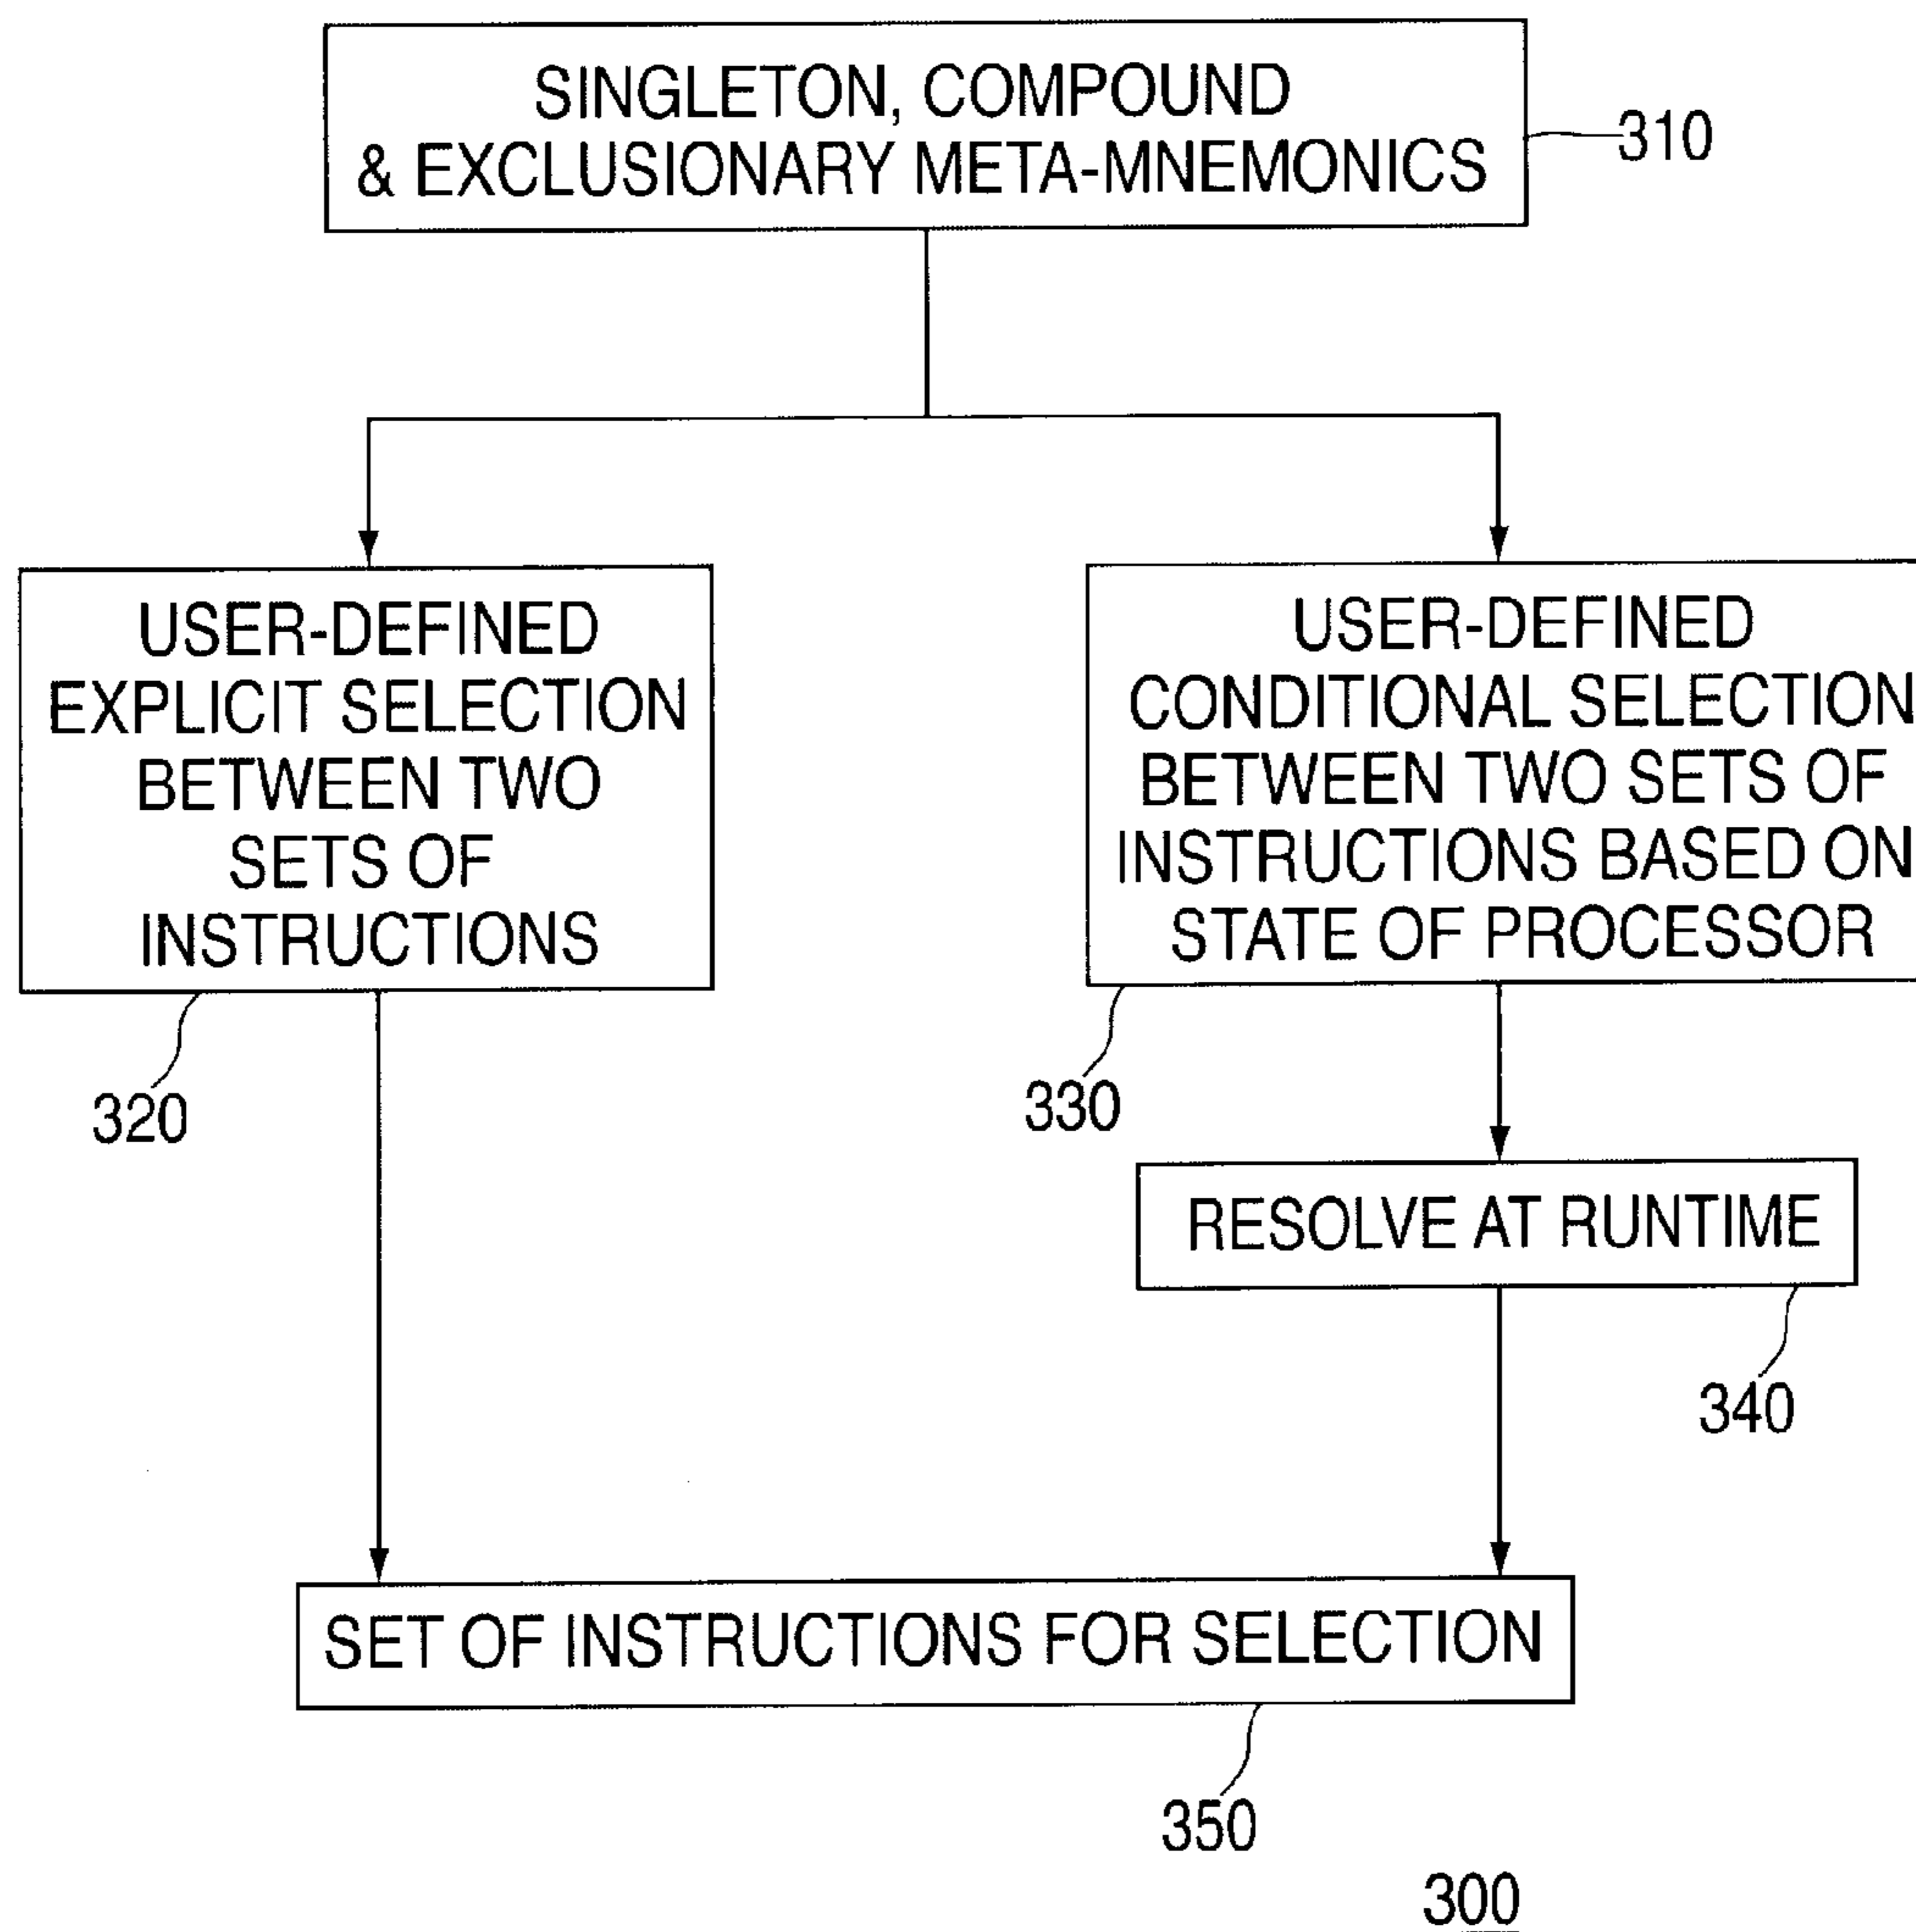 SINGLETON, COMPOUND
& EXCLUSIONARY META-MNEMONICS
310
USER-DEFINED
EXPLICIT SELECTION
BETWEEN TWO
SETS OF
INSTRUCTIONS
320
USER-DEFINED
CONDITIONAL SELECTION
BETWEEN TWO SETS OF
INSTRUCTIONS BASED ON
STATE OF PROCESSOR
330
RESOLVE AT RUNTIME
340
SET OF INSTRUCTIONS FOR SELECTION
350
300